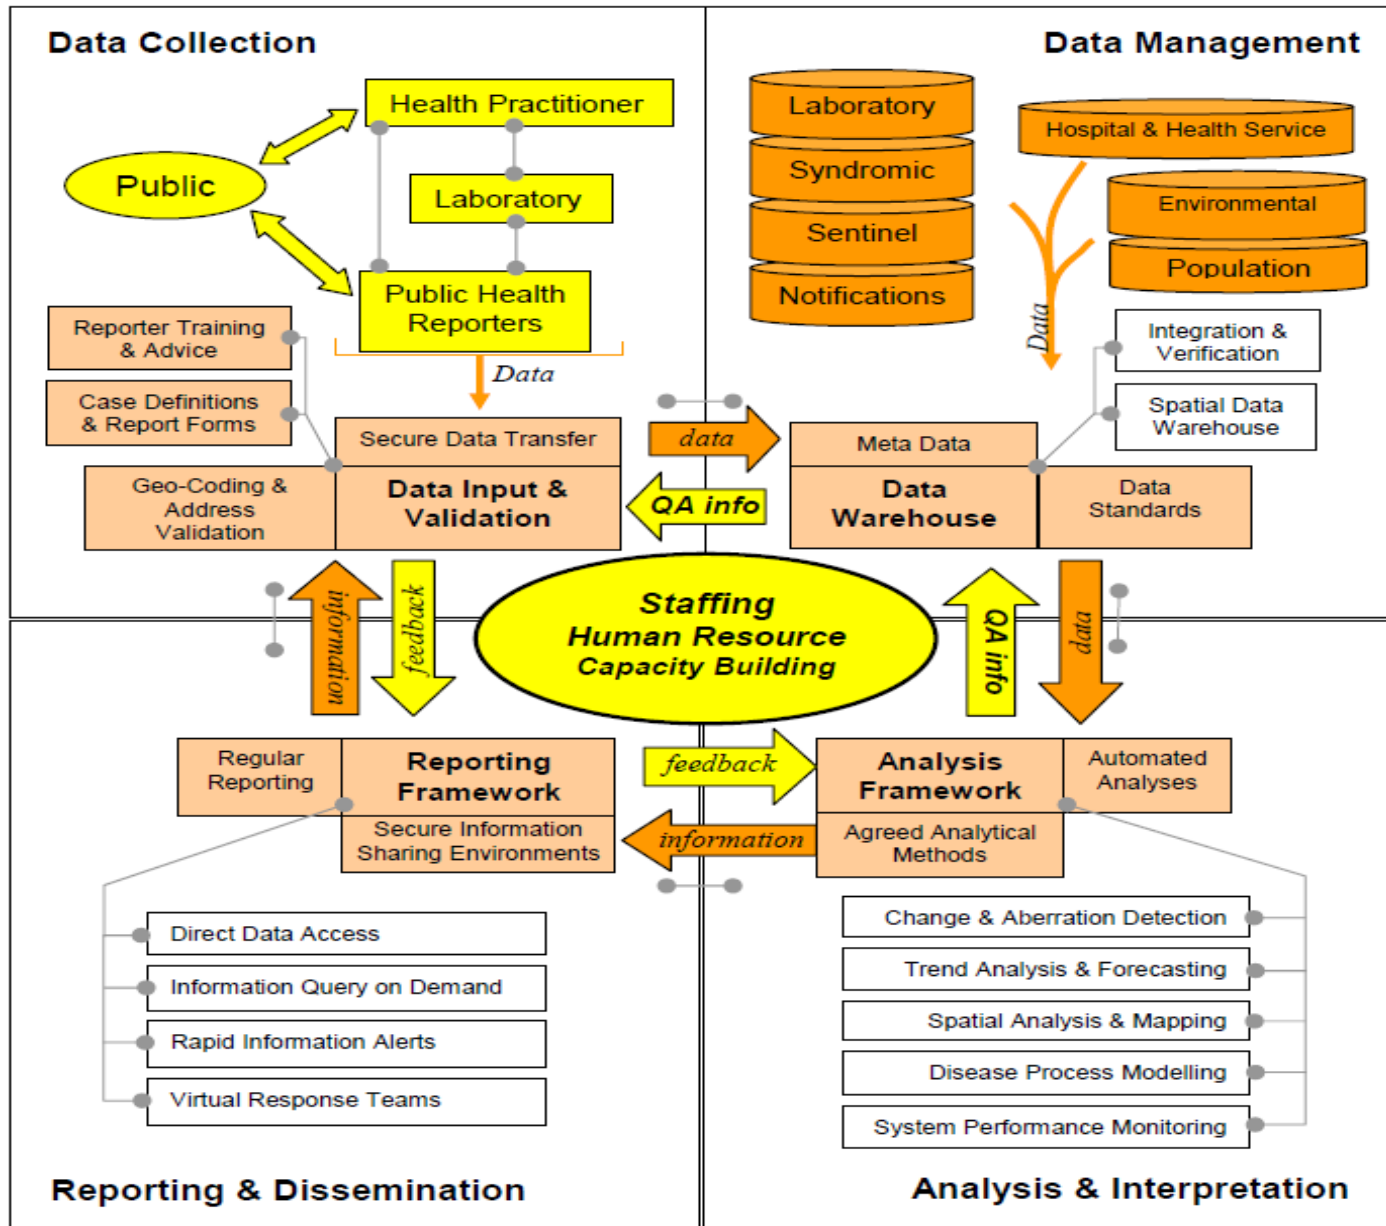 Data Collection
Health Practitioner
Public
Laboratory
Public Health
Reporters
Reporter Training
& Advice
Data
Case Definitions
& Report Forms
Secure Data Transfer
Geo-Coding &
Address
Validation
Data Input &
Validation
data
QA info
Data Management
Laboratory
Syndromic
Sentinel
Notifications
Hospital & Health Service
Environmental
Population
Data
Integration &
Verification
Spatial Data
Warehouse
Meta Data
Data
Warehouse
Data
Standards
Staffing
Human Resource
Capacity Building
information
feedback
QA info
data
Regular
Reporting
Reporting
Framework
Secure Information
Sharing Environments
feedback
information
Direct Data Access
Information Query on Demand
Rapid Information Alerts
Virtual Response Teams
Reporting & Dissemination
Analysis
Framework
Automated
Analyses
Agreed Analytical
Methods
Change & Aberration Detection
Trend Analysis & Forecasting
Spatial Analysis & Mapping
Disease Process Modelling
System Performance Monitoring
Analysis & Interpretation